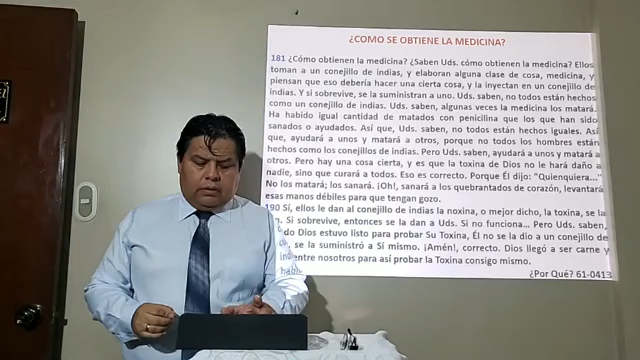 ¿COMO SE OBTIENE LA MEDICINA?
181 ¿Cómo obtienen la medicina? ¿Saben Uds. cómo obtienen la medicina? Ellos
toman a un conejillo de indias, y elaboran alguna clase de cosa, medicina, y
piensan que eso debería hacer una cierta cosa, y la inyectan en un conejillo de
indias. Y si sobrevive, se la suministran a uno. Uds. saben, no todos están hechos
como un conejillo de indias. Uds. saben, algunas veces la medicina los matará.
Ha habido igual cantidad de matados con penicilina que los que han sido
sanados o ayudados. Así que, Uds. saben, no todos están hechos iguales. Así
que, ayudará a unos y matará a otros, porque no todos los hombres están
hechos como los conejillos de indias. Pero Uds. saben, ayudará a unos y matará a
otros. Pero hay una cosa cierta, y es que la toxina de Dios no le hará daño a
nadie, sino que curará a todos. Eso es correcto. Porque Él dijo: "Quienquiera..."
No los matará; los sanará. ¡Oh!, sanará a los quebrantados de corazón, levantará
esas manos débiles para que tengan gozo.
190 Sí, ellos le dan al conejillo de indias la noxina, o mejor dicho, la toxina, se la
Si sobrevive, entonces se la dan a Uds. Si no funciona... Pero Uds. saben,
do Dios estuvo listo para probar Su Toxina, Él no se la dio a un conejillo de
se la suministró a Sí mismo. ¡Amén!, correcto. Dios llegó a ser carne y
entre nosotros para así probar la Toxina consigo mismo.
¿Por Qué? 61-0413